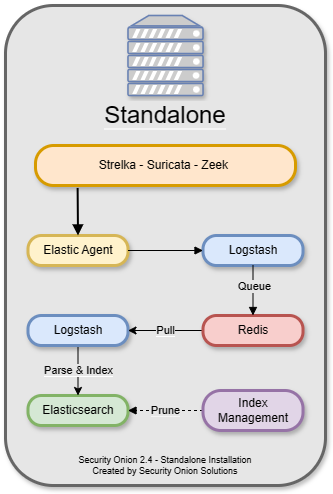 Standalone
Strelka - Suricata - Zeek
Elastic Agent
Logstash
Queue
Logstash
Pull
Redis
Parse & Index
Elasticsearch
Prune
Index
Management
Security Onion 2.4 - Standalone Installation
Created by Security Onion Solutions